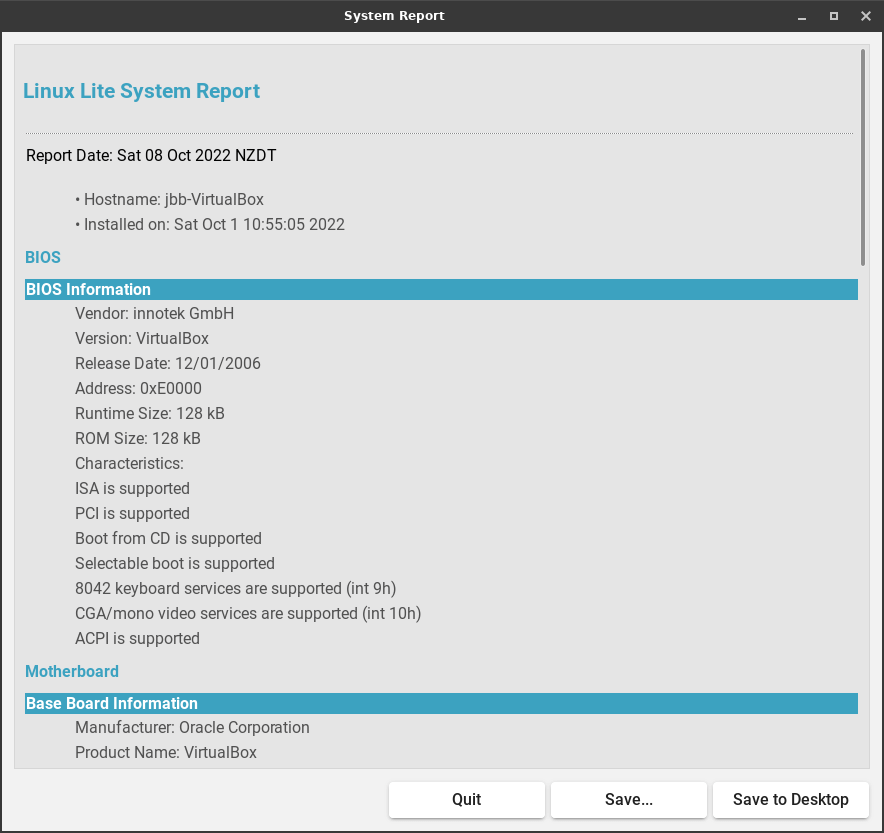 System Report
Linux Lite System Report
Report Date: Sat 08 Oct 2022 NZDT
• Hostname: jbb-VirtualBox
• Installed on: Sat Oct 1 10:55:05 2022
BIOS
BIOS Information
Vendor: innotek GmbH
Version: VirtualBox
Release Date: 12/01/2006
Address: 0xE0000
Runtime Size: 128 kB
ROM Size: 128 kB
Characteristics:
ISA is supported
PCI is supported
Boot from CD is supported
Selectable boot is supported
8042 keyboard services are supported (int 9h)
CGA/mono video services are supported (int 10h)
ACPI is supported
Motherboard
Base Board Information
Manufacturer: Oracle Corporation
Product Name: VirtualBox
Quit Save... Save to Desktop